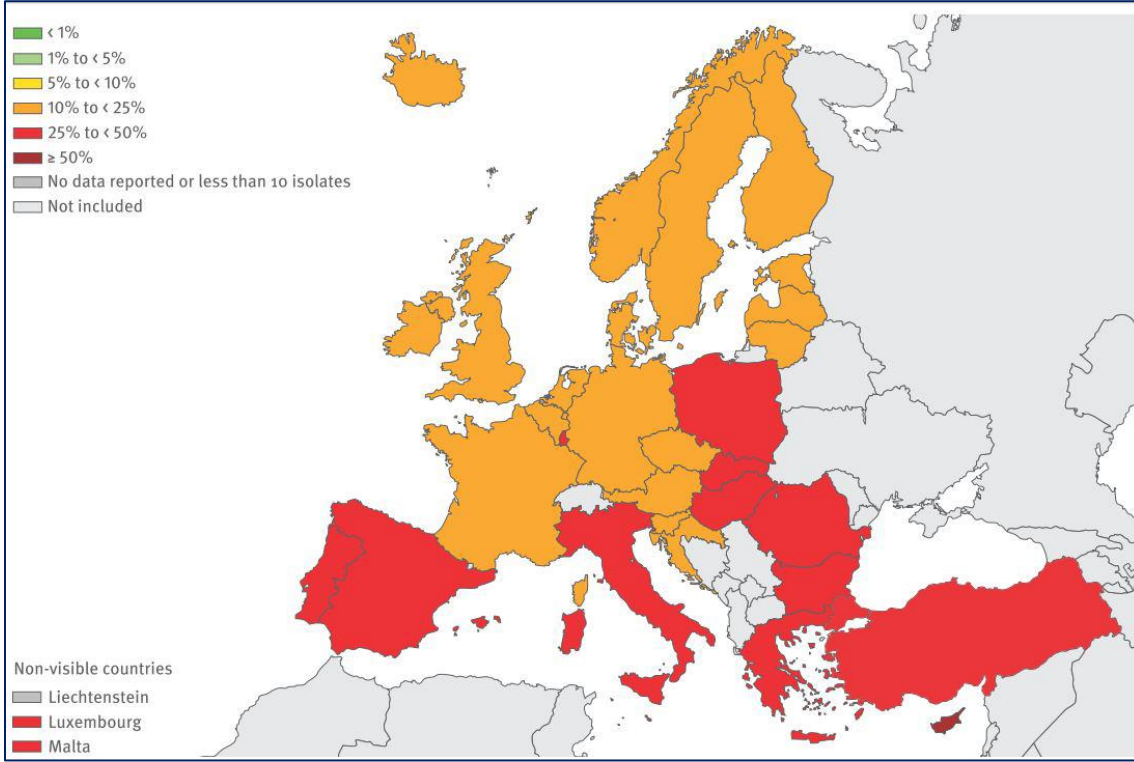 < 1%
1% to < 5%
5% to < 10%
10% to < 25%
25% to < 50%
≥ 50%
No data reported or less than 10 isolates
Not included
Non-visible countries
Liechtenstein
Luxembourg
Malta